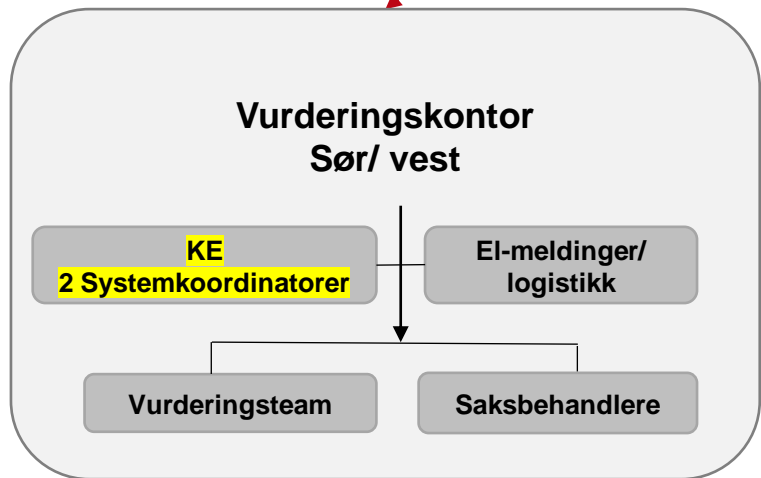 Vurderingskontor
Sør/ vest
KE
2 Systemkoordinatorer
El-meldinger/
logistikk
Vurderingsteam
Saksbehandlere